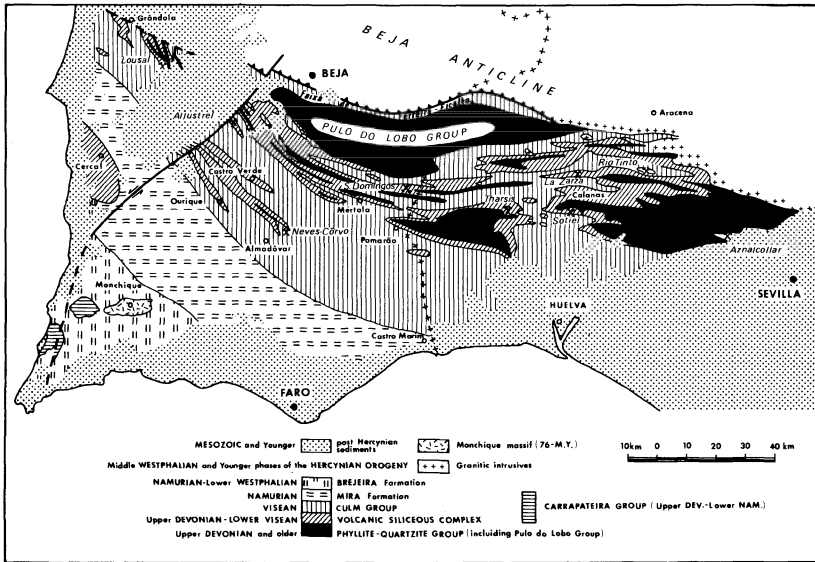 Grândola
BEJA ANTICLINE
Lousal
BEJA
Aracena
Aljustrel
PULO DO LOBO GROUP
Cercal
Castro Verde
Rio Tinto
Domingos
La Zarza
Ourique
Mertola
Tharsis
Calanas
Sotiel
Neves-Côrvo
Almodóvar
Pomarão
Aznalcollar
Monchique
SEVILLA
HUELVA
Castro Marim
FARO
MESOZOIC and Younger post Hercynian sediments Monchique massif (76-M.Y.) 10km 0 10 20 30 40 km
Middle WESTPHALIAN and Younger phases of the HERCYNIAN OROGENY Granitic intrusives
NAMURIAN-Lower WESTPHALIAN BREJEIRA Formation
NAMURIAN MIRA Formation
VISEAN CULM GROUP CARRAPATEIRA GROUP (Upper DEV.-Lower NAM.)
Upper DEVONIAN-LOWER VISEAN VOLCANIC SILICEOUS COMPLEX
Upper DEVONIAN and older PHYLLITE-QUARTZITE GROUP (incluiding Pulo do Lobo Group)